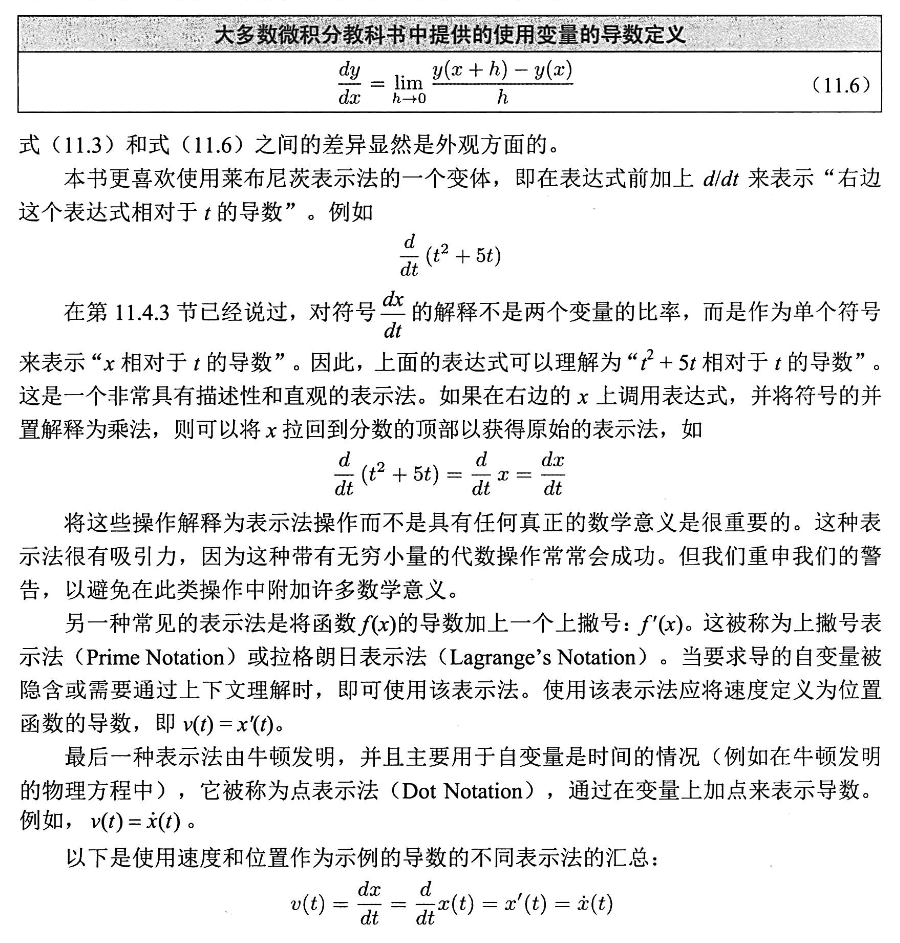 大多数微积分教科书中提供的使用变量的导数定义
dy/dx = lim h→0 (y(x + h) − y(x))/h （11.6）
式（11.3）和式（11.6）之间的差异显然是外观方面的。
本书更喜欢使用莱布尼茨表示法的一个变体，即在表达式前加上 d/dt 来表示“右边
这个表达式相对于 t 的导数”。例如
d/dt (t² + 5t)
在第 11.4.3 节已经说过，对符号 dx/dt 的解释不是两个变量的比率，而是作为单个符号
来表示“x 相对于 t 的导数”。因此，上面的表达式可以理解为“t² + 5t 相对于 t 的导数”。
这是一个非常具有描述性和直观的表示法。如果在右边的 x 上调用表达式，并将符号的并
置解释为乘法，则可以将 x 拉回到分数的顶部以获得原始的表示法，如
d/dt (t² + 5t) = d/dt x = dx/dt
将这些操作解释为表示法操作而不是具有任何真正的数学意义是很重要的。这种表
示法很有吸引力，因为这种带有无穷小量的代数操作常常会成功。但我们重申我们的警
告，以避免在此类操作中附加许多数学意义。
另一种常见的表示法是将函数 f(x)的导数加上一个上撇号：f′(x)。这被称为上撇号表
示法（Prime Notation）或拉格朗日表示法（Lagrange’s Notation）。当要求导的自变量被
隐含或需要通过上下文理解时，即可使用该表示法。使用该表示法应将速度定义为位置
函数的导数，即 v(t) = x′(t)。
最后一种表示法由牛顿发明，并且主要用于自变量是时间的情况（例如在牛顿发明
的物理方程中），它被称为点表示法（Dot Notation），通过在变量上加点来表示导数。
例如，v(t) = ẋ(t) 。
以下是使用速度和位置作为示例的导数的不同表示法的汇总：
v(t) = dx/dt = d/dt x(t) = x′(t) = ẋ(t)